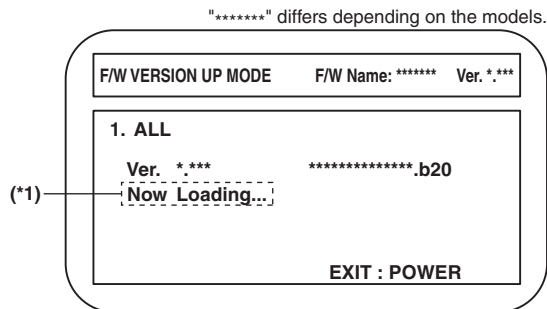 "*******" differs depending on the models.
F/W VERSION UP MODE F/W Name: ******* Ver. *.***
1. ALL
Ver. *.*** **************.b20
(*1) Now Loading...
EXIT : POWER